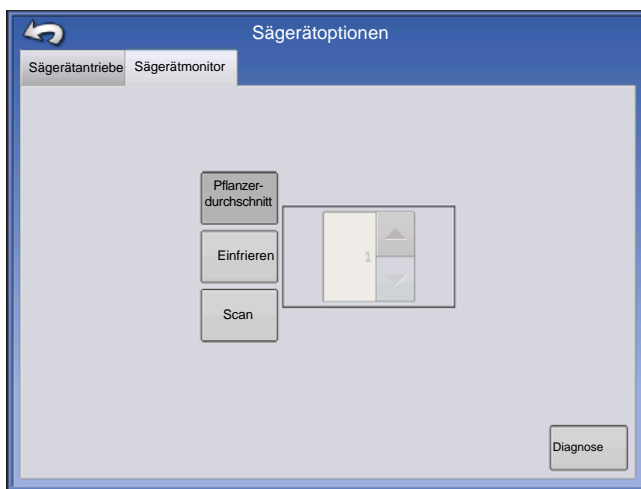 Sägerätoptionen
Sägerätantriebe
Sägerätmonitor
Pflanzer-
durchschnitt
Einfrieren
1
Scan
Diagnose